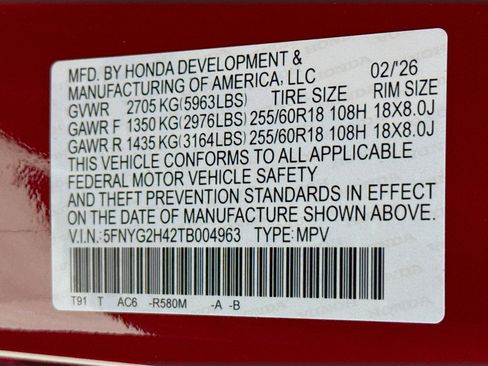 MFD. BY HONDA DEVELOPMENT &
MANUFACTURING OF AMERICA, LLC 02/'26
GVWR 2705 KG(5963LBS) TIRE SIZE RIM SIZE
GAWR F 1350 KG(2976LBS) 255/60R18 108H 18X8.0J
GAWR R 1435 KG(3164LBS) 255/60R18 108H 18X8.0J
THIS VEHICLE CONFORMS TO ALL APPLICABLE
FEDERAL MOTOR VEHICLE SAFETY
AND THEFT PREVENTION STANDARDS IN EFFECT
ON THE DATE OF MANUFACTURE SHOWN ABOVE.
V.I.N:5FNYG2H42TB004963 TYPE:MPV
T91 T AC6 -R580M -A -B